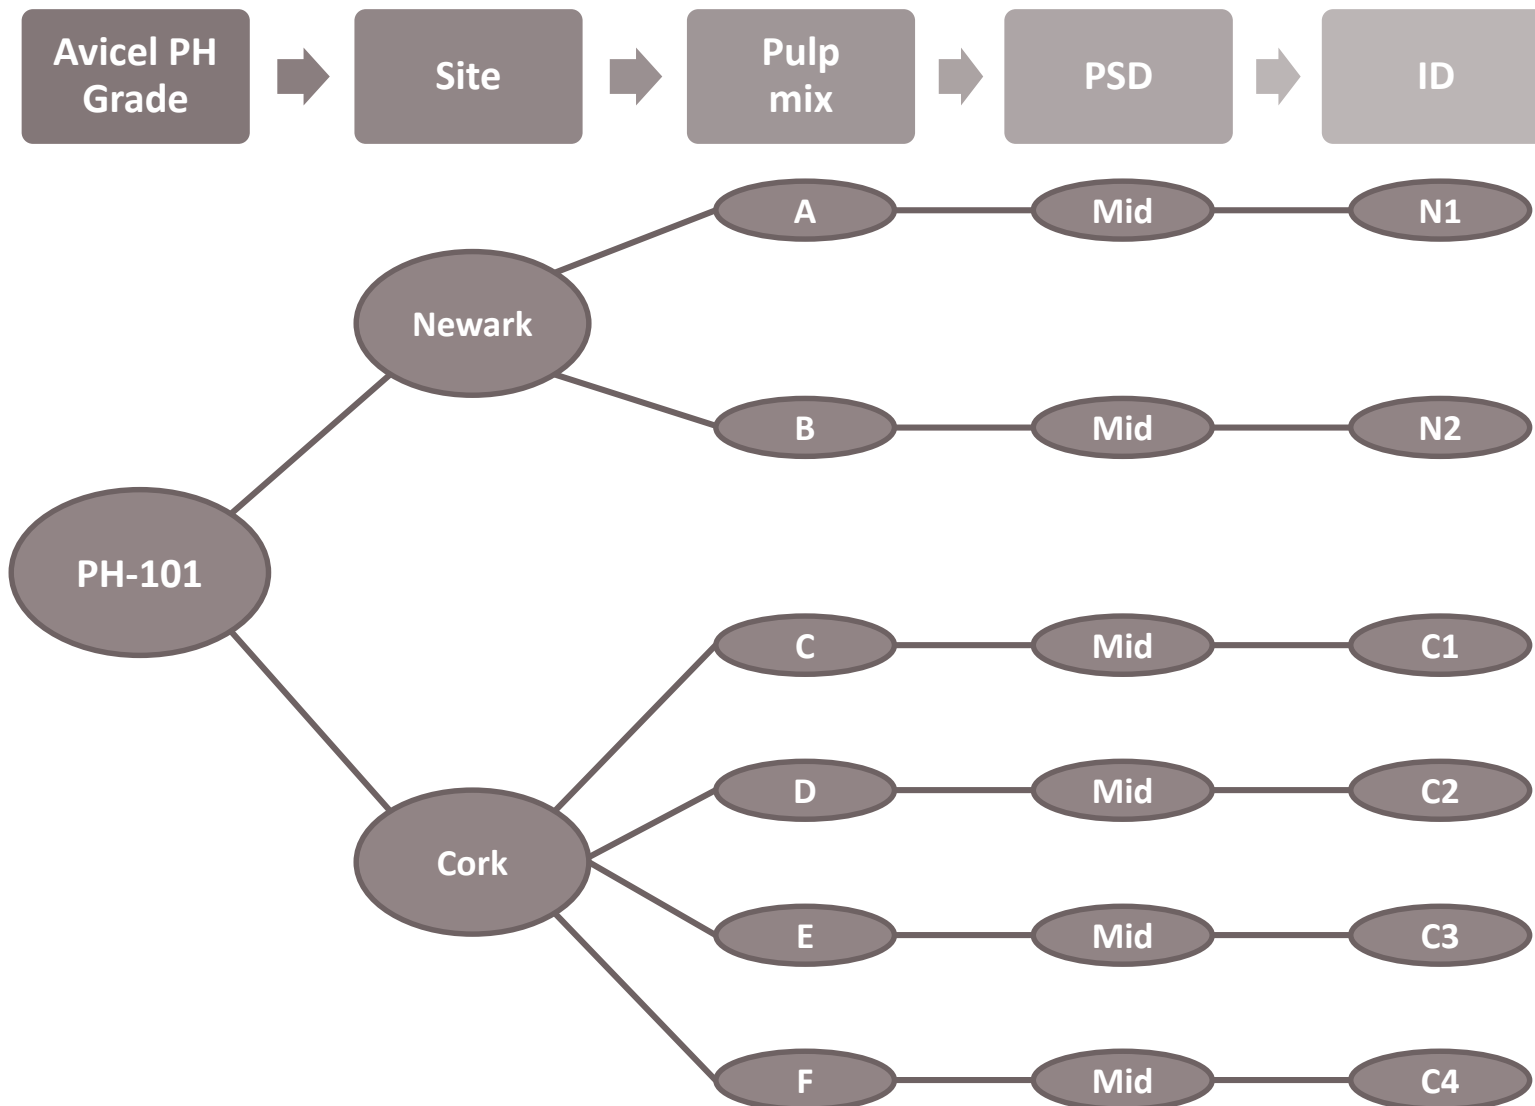 Avicel PH
Grade
Site
Pulp
mix
PSD
ID
A
Mid
N1
Newark
B
Mid
N2
PH-101
C
Mid
C1
D
Mid
C2
Cork
E
Mid
C3
F
Mid
C4